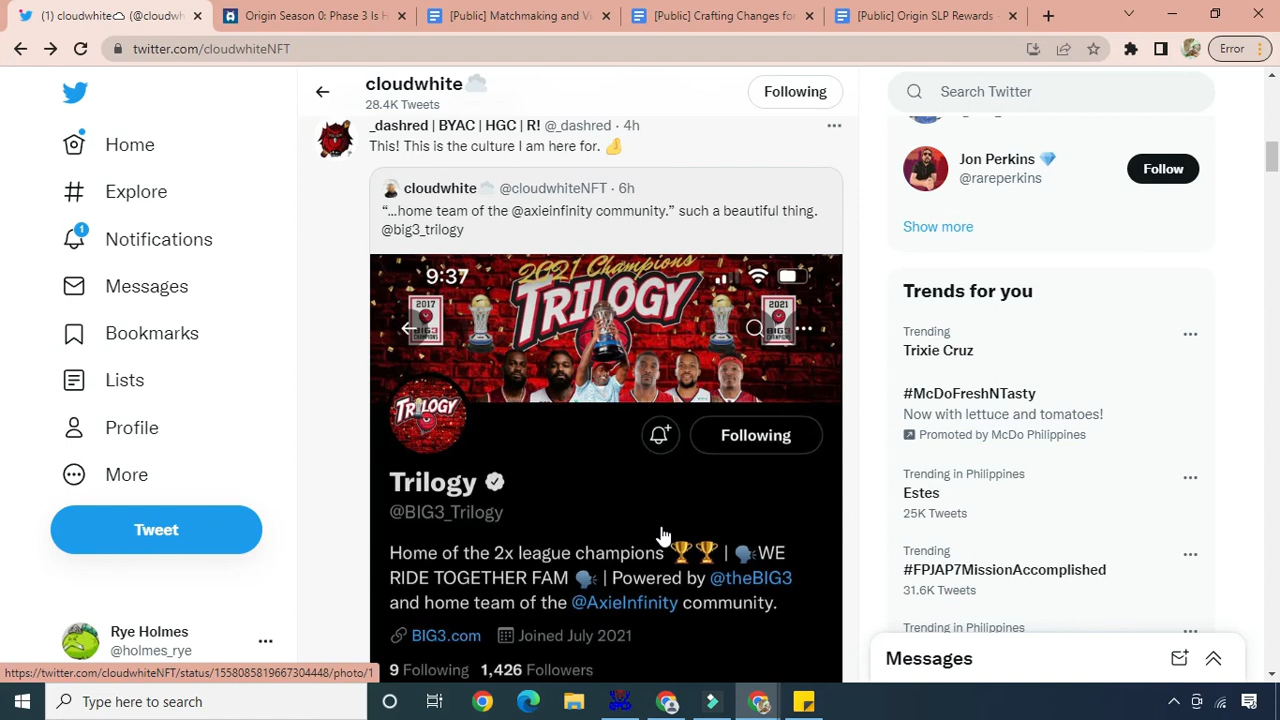 (1) cloudwhite☁️ (@cloudwh
Origin Season 0: Phase 3 is H
[Public] Matchmaking and Vi
[Public] Crafting Changes for
[Public] Origin SLP Rewards -
twitter.com/cloudwhiteNFT
Error
cloudwhite☁️
28.4K Tweets
Following
Search Twitter
_dashred | BYAC | HGC | R! @_dashred · 4h
This! This is the culture I am here for. 🫰
cloudwhite☁️ @cloudwhiteNFT · 6h
“...home team of the @axieinfinity community.” such a beautiful thing.
@big3_trilogy
9:37
2021 Champions
TRILOGY
2017
BIG3
CHAMPIONS
2021
BIG3
CHAMPIONS
TRILOGY
Following
Trilogy
@BIG3_Trilogy
Home of the 2x league champions 🏆🏆 | 🗣️WE
RIDE TOGETHER FAM 🗣️ | Powered by @theBIG3
and home team of the @AxieInfinity community.
BIG3.com Joined July 2021
9 Following 1,426 Followers
Home
Explore
1
Notifications
Messages
Bookmarks
Lists
Profile
More
Tweet
Rye Holmes
@holmes_rye
https://twitter.com/cloudwhiteNFT/status/1558085819667304448/photo/1
Jon Perkins 💎
@rareperkins
Follow
Show more
Trends for you
Trending
Trixie Cruz
#McDoFreshNTasty
Now with lettuce and tomatoes!
Promoted by McDo Philippines
Trending in Philippines
Estes
25K Tweets
Trending
#FPJAP7MissionAccomplished
31.6K Tweets
Trending in Philippines
Messages
Type here to search